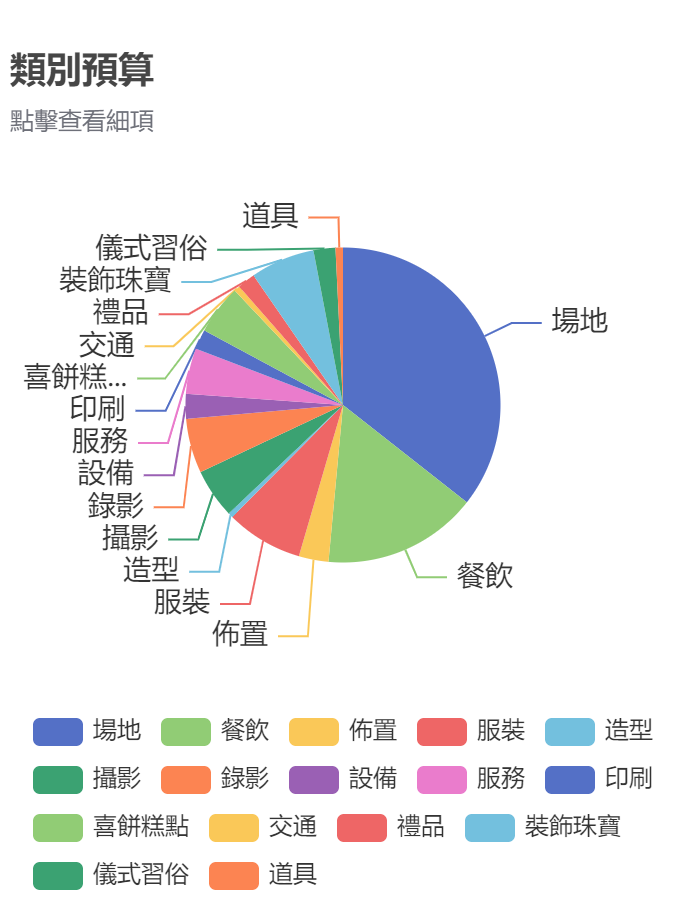 類別預算
點擊查看細項
道具
儀式習俗
裝飾珠寶
禮品
場地
交通
喜餅糕...
印刷
服務
設備
錄影
攝影
造型
餐飲
服裝
佈置
場地 餐飲 佈置 服裝 造型
攝影 錄影 設備 服務 印刷
喜餅糕點 交通 禮品 裝飾珠寶
儀式習俗 道具